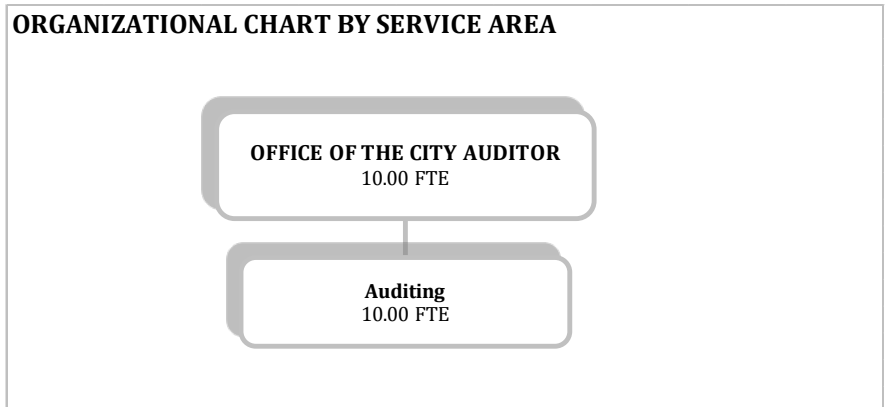 ORGANIZATIONAL CHART BY SERVICE AREA
OFFICE OF THE CITY AUDITOR
10.00 FTE
Auditing
10.00 FTE